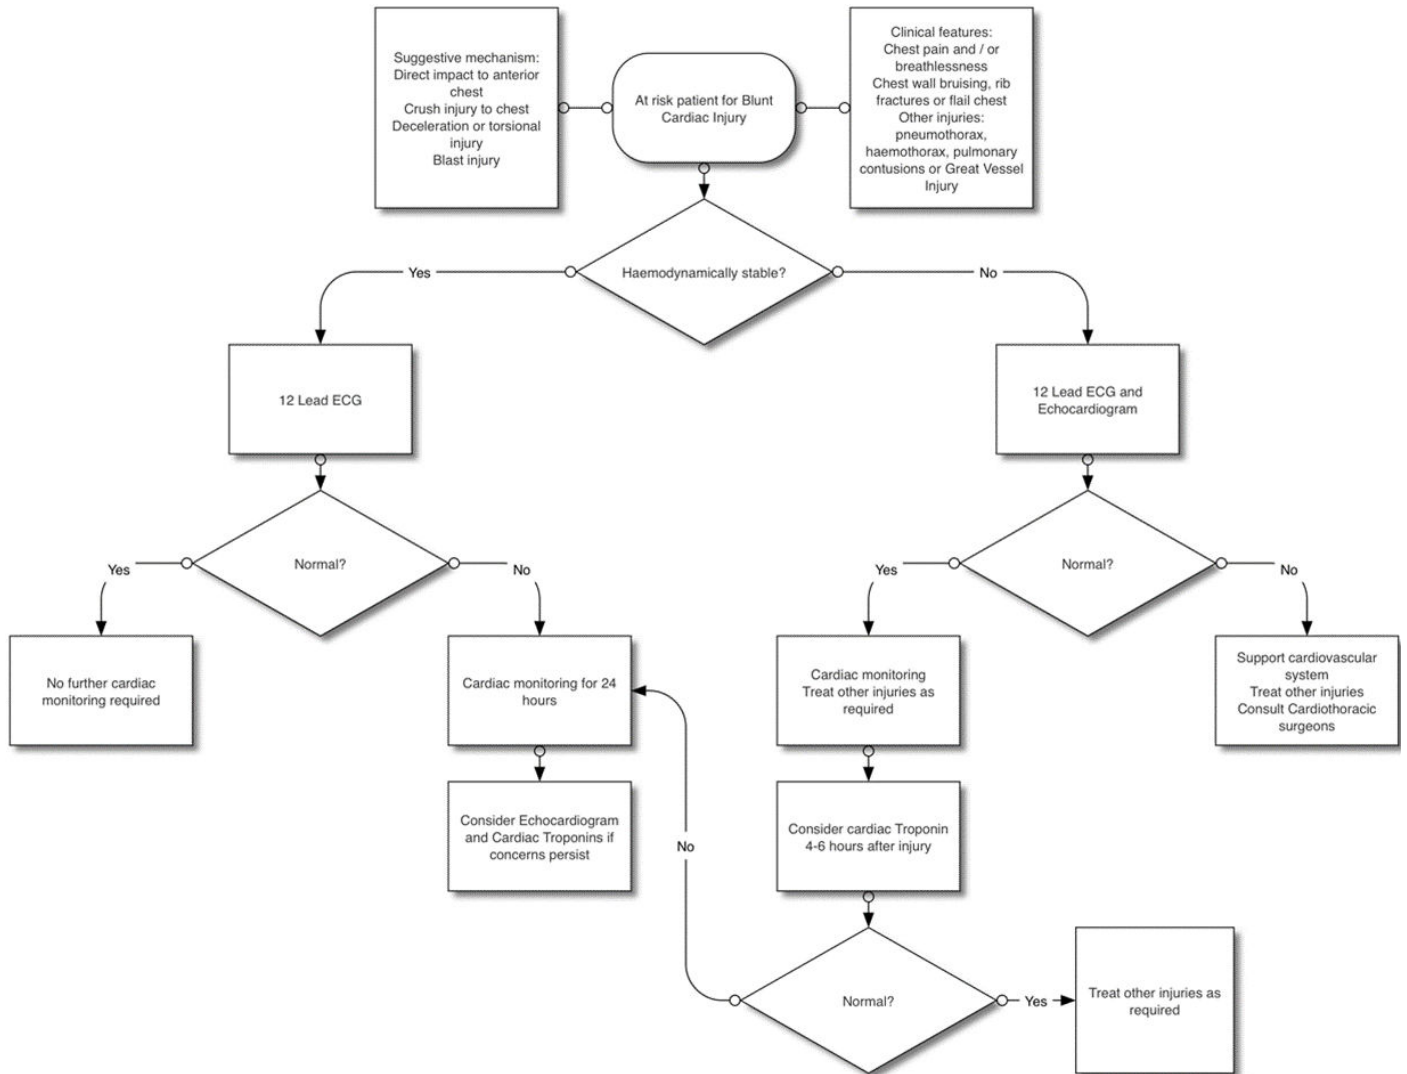 Suggestive mechanism:
Direct impact to anterior
chest
Crush injury to chest
Deceleration or torsional
injury
Blast injury
At risk patient for Blunt
Cardiac Injury
Clinical features:
Chest pain and / or
breathlessness
Chest wall bruising, rib
fractures or flail chest
Other injuries:
pneumothorax,
haemothorax, pulmonary
contusions or Great Vessel
Injury
Haemodynamically stable?
Yes
No
12 Lead ECG
12 Lead ECG and
Echocardiogram
Normal?
Yes
No
Normal?
Yes
No
No further cardiac
monitoring required
Cardiac monitoring for 24
hours
Cardiac monitoring
Treat other injuries as
required
Support cardiovascular
system
Treat other injuries
Consult Cardiothoracic
surgeons
Consider Echocardiogram
and Cardiac Troponins if
concerns persist
No
Consider cardiac Troponin
4-6 hours after injury
Normal?
Yes
Treat other injuries as
required